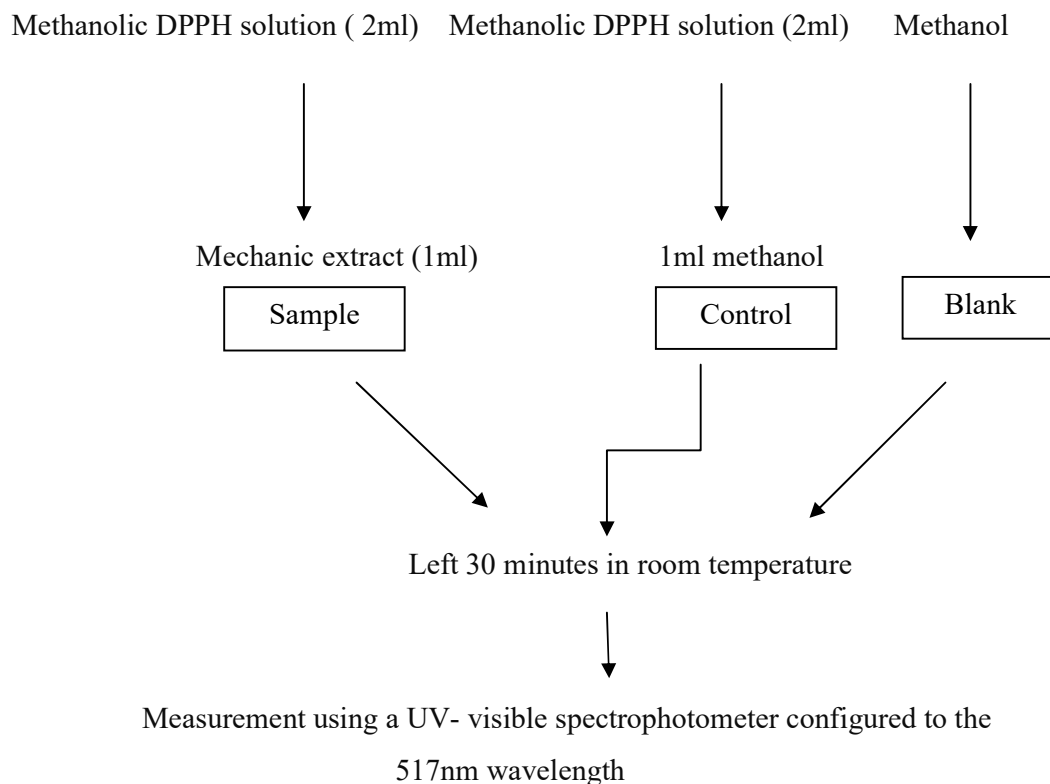 Methanolic DPPH solution ( 2ml) Methanolic DPPH solution (2ml) Methanol
Mechanic extract (1ml) 1ml methanol
Sample Control Blank
Left 30 minutes in room temperature
Measurement using a UV- visible spectrophotometer configured to the
517nm wavelength